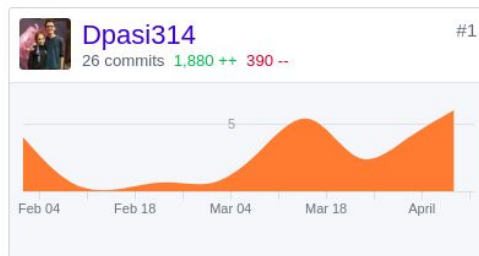 Dpasi314 #1
26 commits 1,880 ++ 390 --
5
Feb 04 Feb 18 Mar 04 Mar 18 April